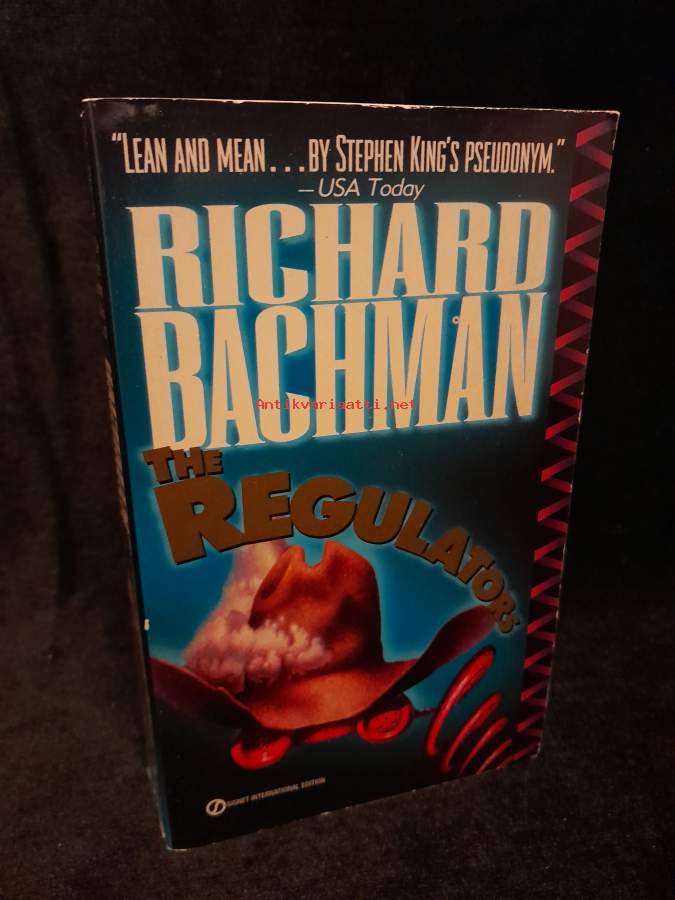 “LEAN AND MEAN...BY STEPHEN KING'S PSEUDONYM.”
—USA Today
RICHARD
BACHMAN
Antikvariaatti.net
THE
REGULATORS
SIGNET INTERNATIONAL EDITION